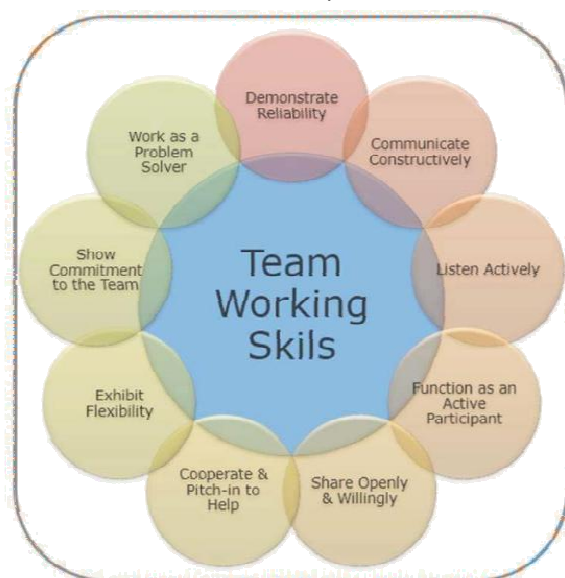 Demonstrate
Reliability
Communicate
Constructively
Listen Actively
Function as an
Active
Participant
Share Openly
& Willingly
Cooperate &
Pitch-in to
Help
Exhibit
Flexibility
Show
Commitment
to the Team
Work as a
Problem
Solver
Team
Working
Skils